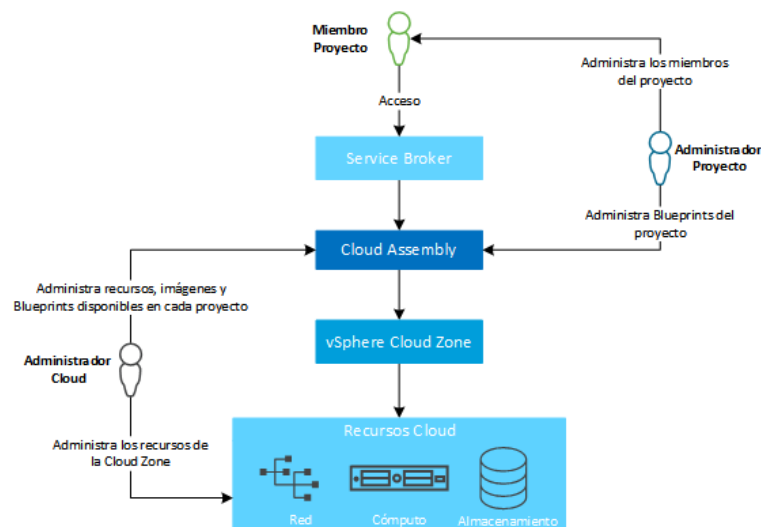 Miembro
Proyecto
Administra los miembros
del proyecto
Acceso
Service Broker
Administrador
Proyecto
Administra Blueprints del
proyecto
Cloud Assembly
Administra recursos, imágenes y
Blueprints disponibles en cada proyecto
vSphere Cloud Zone
Administrador
Cloud
Recursos Cloud
Administra los recursos de
la Cloud Zone
Red
Cómputo
Almacenamiento